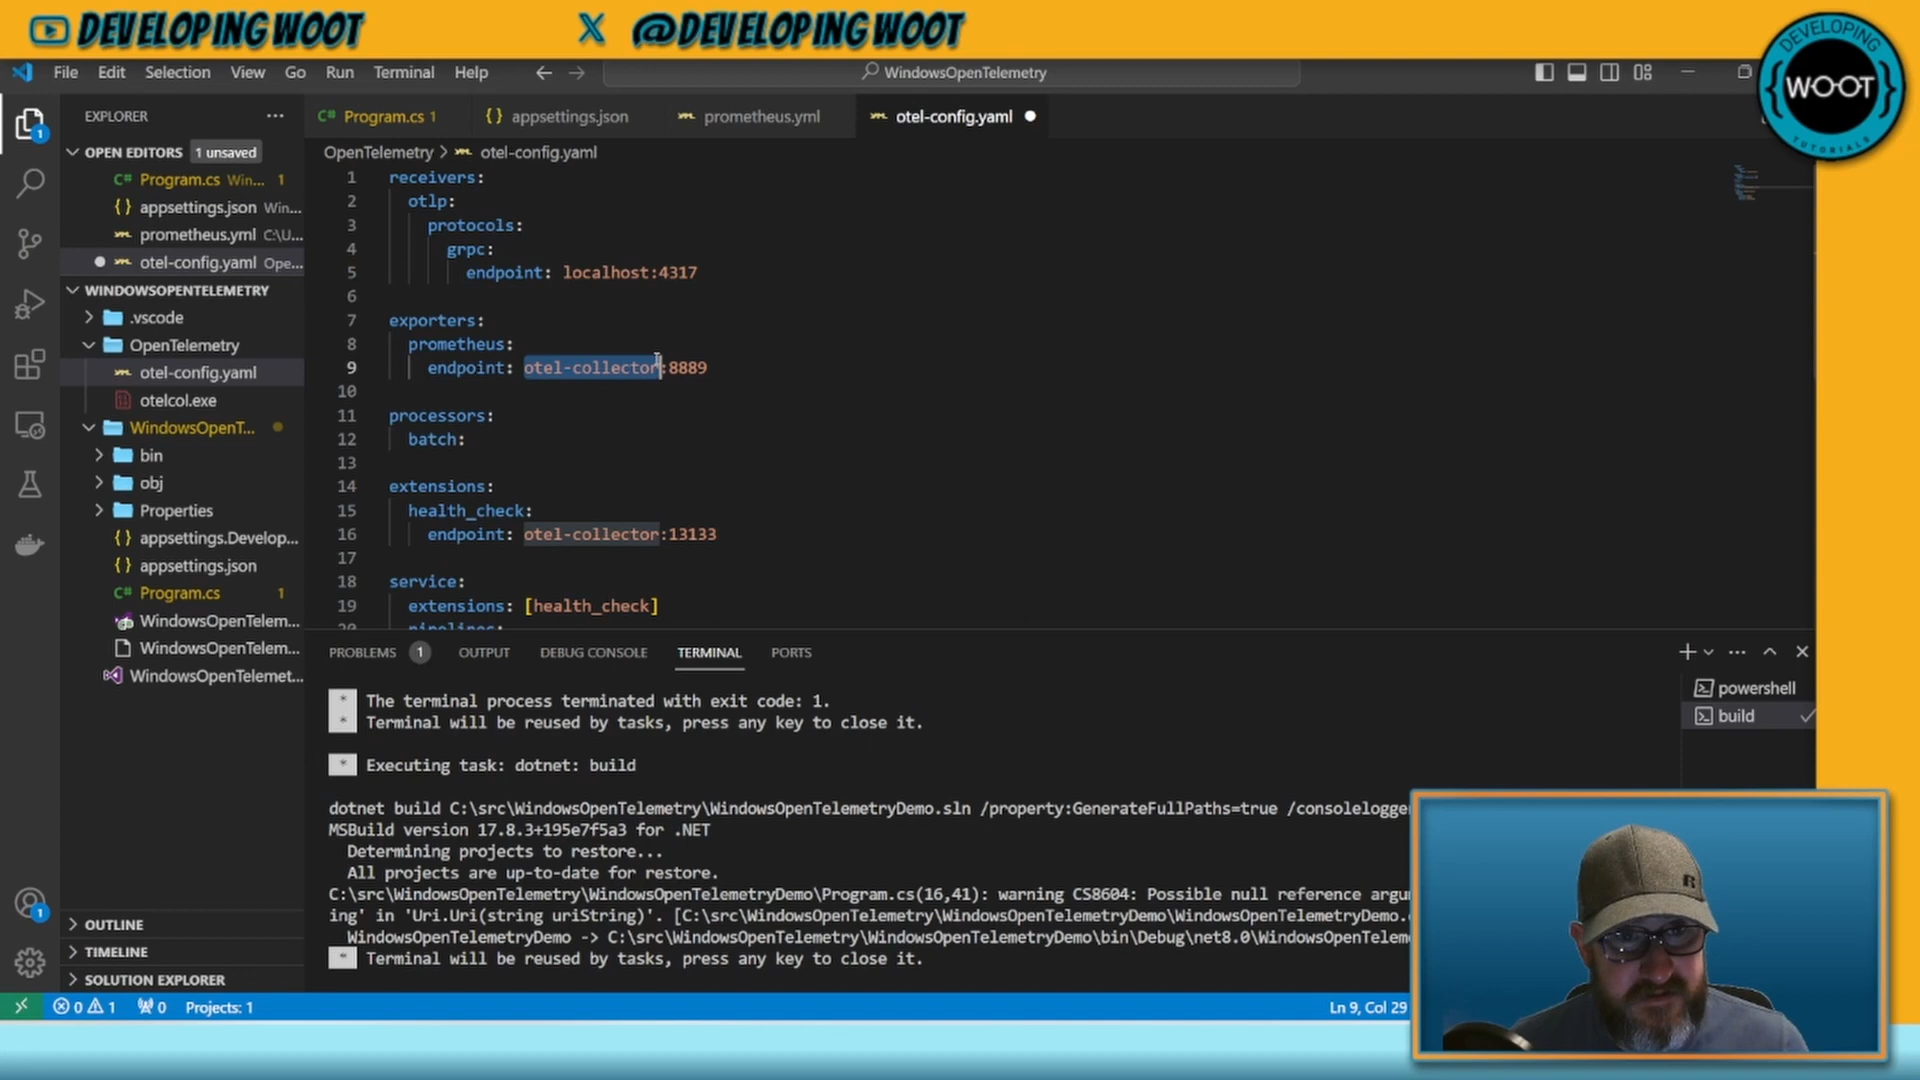 DEVELOPINGWOOT
@DEVELOPINGWOOT
DEVELOPING
WOOT
TUTORIALS
File Edit Selection View Go Run Terminal Help
WindowsOpenTelemetry
EXPLORER
OPEN EDITORS 1 unsaved
Program.cs Win... 1
appsettings.json Win...
prometheus.yml C:\U...
otel-config.yaml Ope...
WINDOWSOPENTELEMETRY
.vscode
OpenTelemetry
otel-config.yaml
otelcol.exe
WindowsOpenT...
bin
obj
Properties
appsettings.Develop...
appsettings.json
Program.cs 1
WindowsOpenTelem...
WindowsOpenTelem...
WindowsOpenTelemet...
OUTLINE
TIMELINE
SOLUTION EXPLORER
1
1
Program.cs 1
appsettings.json
prometheus.yml
otel-config.yaml
OpenTelemetry > otel-config.yaml
1 receivers:
2 otlp:
3 protocols:
4 grpc:
5 endpoint: localhost:4317
6
7 exporters:
8 prometheus:
9 endpoint: otel-collector:8889
10
11 processors:
12 batch:
13
14 extensions:
15 health_check:
16 endpoint: otel-collector:13133
17
18 service:
19 extensions: [health_check]
20 pipelines:
PROBLEMS 1 OUTPUT DEBUG CONSOLE TERMINAL PORTS
powershell
build
* The terminal process terminated with exit code: 1.
* Terminal will be reused by tasks, press any key to close it.
* Executing task: dotnet: build
dotnet build C:\src\WindowsOpenTelemetry\WindowsOpenTelemetryDemo.sln /property:GenerateFullPaths=true /consolelogger
MSBuild version 17.8.3+195e7f5a3 for .NET
Determining projects to restore...
All projects are up-to-date for restore.
C:\src\WindowsOpenTelemetry\WindowsOpenTelemetryDemo\Program.cs(16,41): warning CS8604: Possible null reference argu
ing' in 'Uri.Uri(string uriString)'. [C:\src\WindowsOpenTelemetry\WindowsOpenTelemetryDemo\WindowsOpenTelemetryDemo.
WindowsOpenTelemetryDemo -> C:\src\WindowsOpenTelemetry\WindowsOpenTelemetryDemo\bin\Debug\net8.0\WindowsOpenTeleme
* Terminal will be reused by tasks, press any key to close it.
0 1 0 Projects: 1
Ln 9, Col 29